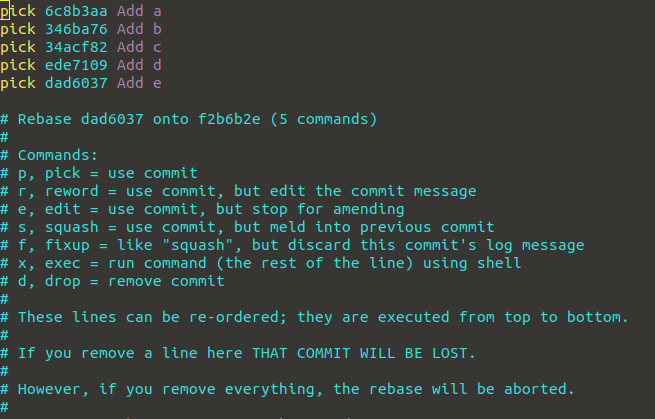 pick 6c8b3aa Add a
pick 346ba76 Add b
pick 34acf82 Add c
pick ede7109 Add d
pick dad6037 Add e

# Rebase dad6037 onto f2b6b2e (5 commands)
#
# Commands:
# p, pick = use commit
# r, reword = use commit, but edit the commit message
# e, edit = use commit, but stop for amending
# s, squash = use commit, but meld into previous commit
# f, fixup = like "squash", but discard this commit's log message
# x, exec = run command (the rest of the line) using shell
# d, drop = remove commit
#
# These lines can be re-ordered; they are executed from top to bottom.
#
# If you remove a line here THAT COMMIT WILL BE LOST.
#
# However, if you remove everything, the rebase will be aborted.
#